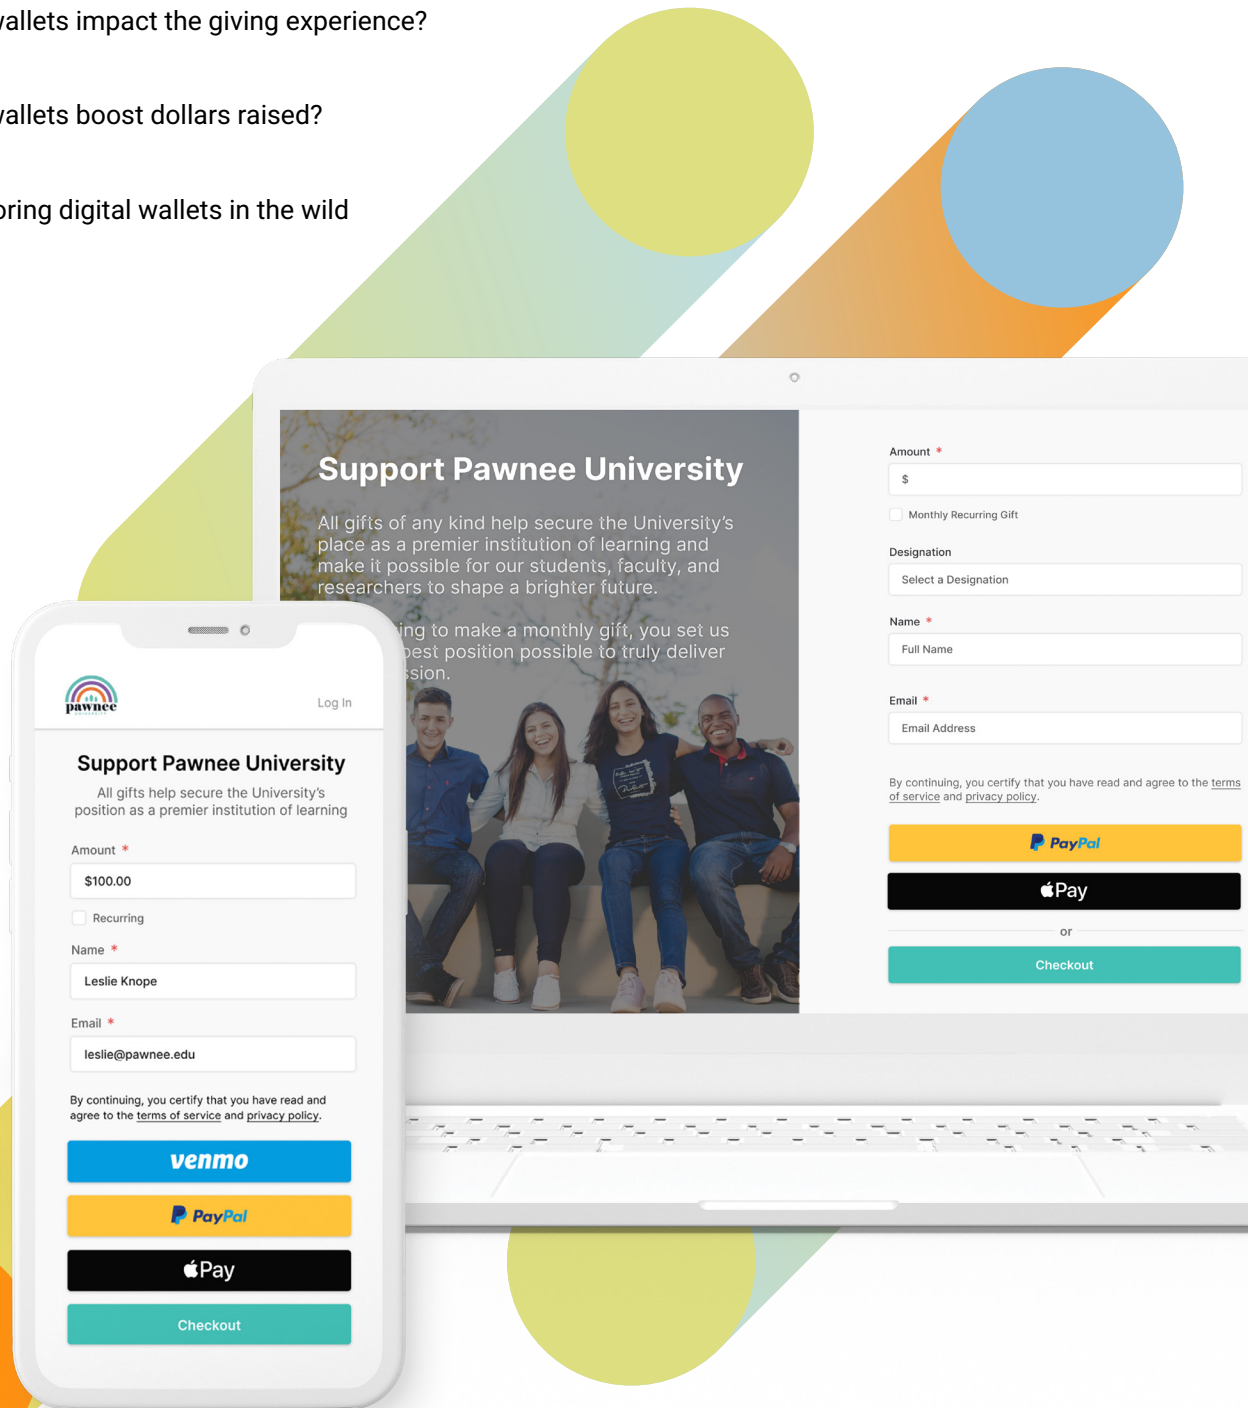 wallets impact the giving experience?
wallets boost dollars raised?
oring digital wallets in the wild
Support Pawnee University
All gifts of any kind help secure the University's
place as a premier institution of learning and
make it possible for our students, faculty, and
researchers to shape a brighter future.
ing to make a monthly gift, you set us
best position possible to truly deliver
ssion.
Amount *
$
Monthly Recurring Gift
Designation
Select a Designation
Name *
Full Name
Email *
Email Address
By continuing, you certify that you have read and agree to the terms
of service and privacy policy.
PayPal
Pay
or
Checkout
pawnee
UNIVERSITY
Log In
Support Pawnee University
All gifts help secure the University's
position as a premier institution of learning
Amount *
$100.00
Recurring
Name *
Leslie Knope
Email *
leslie@pawnee.edu
By continuing, you certify that you have read and
agree to the terms of service and privacy policy.
venmo
PayPal
Pay
Checkout